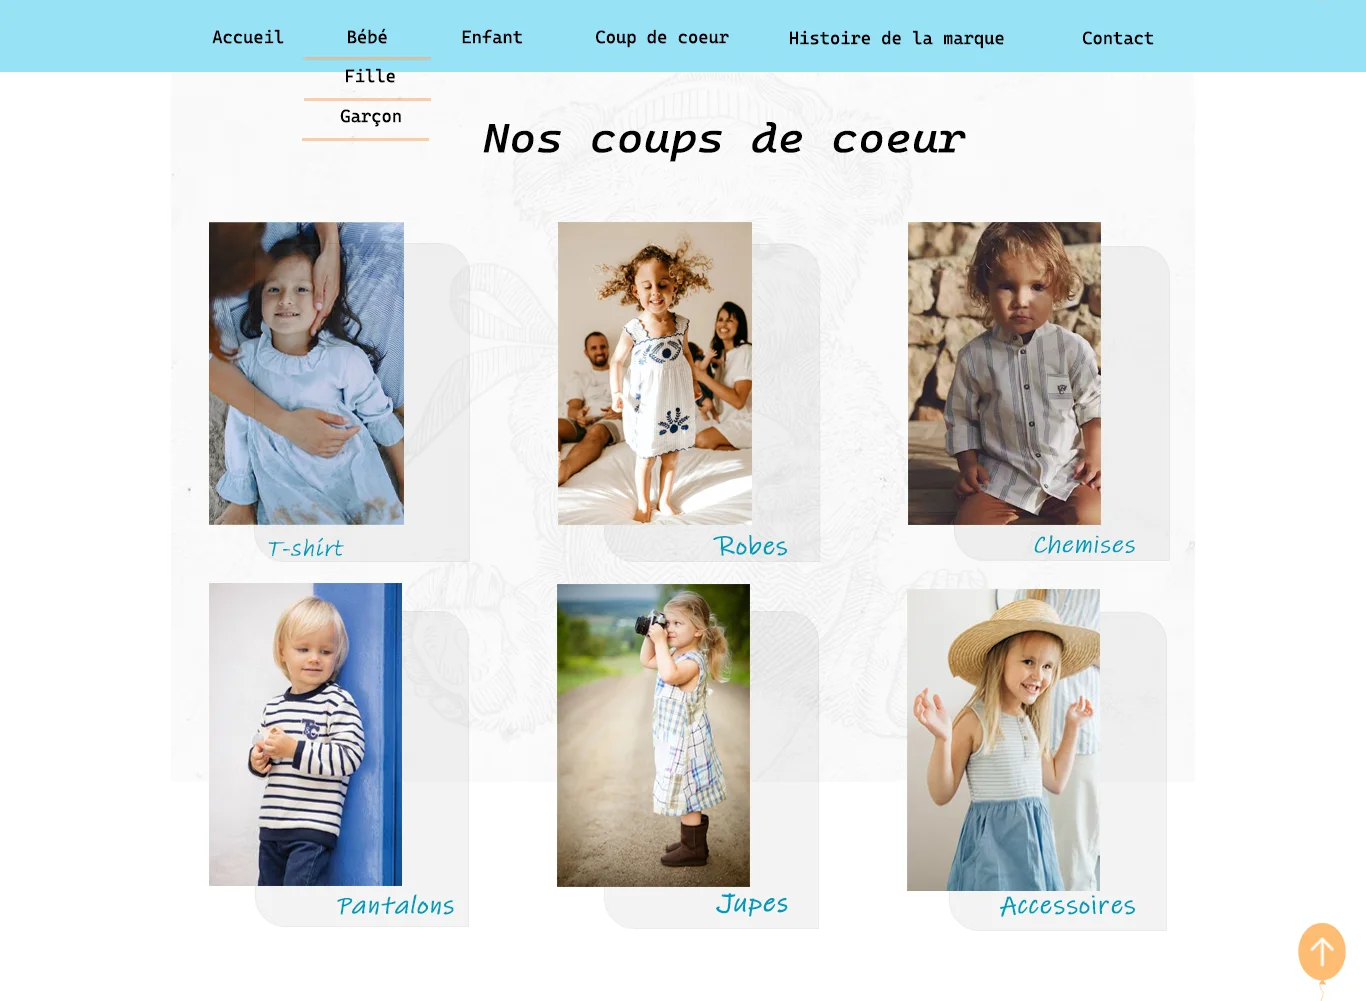 Accueil Bébé Enfant Coup de coeur Histoire de la marque Contact
Fille
Garçon
Nos coups de coeur
T-shirt Robes Chemises
Pantalons Jupes Accessoires